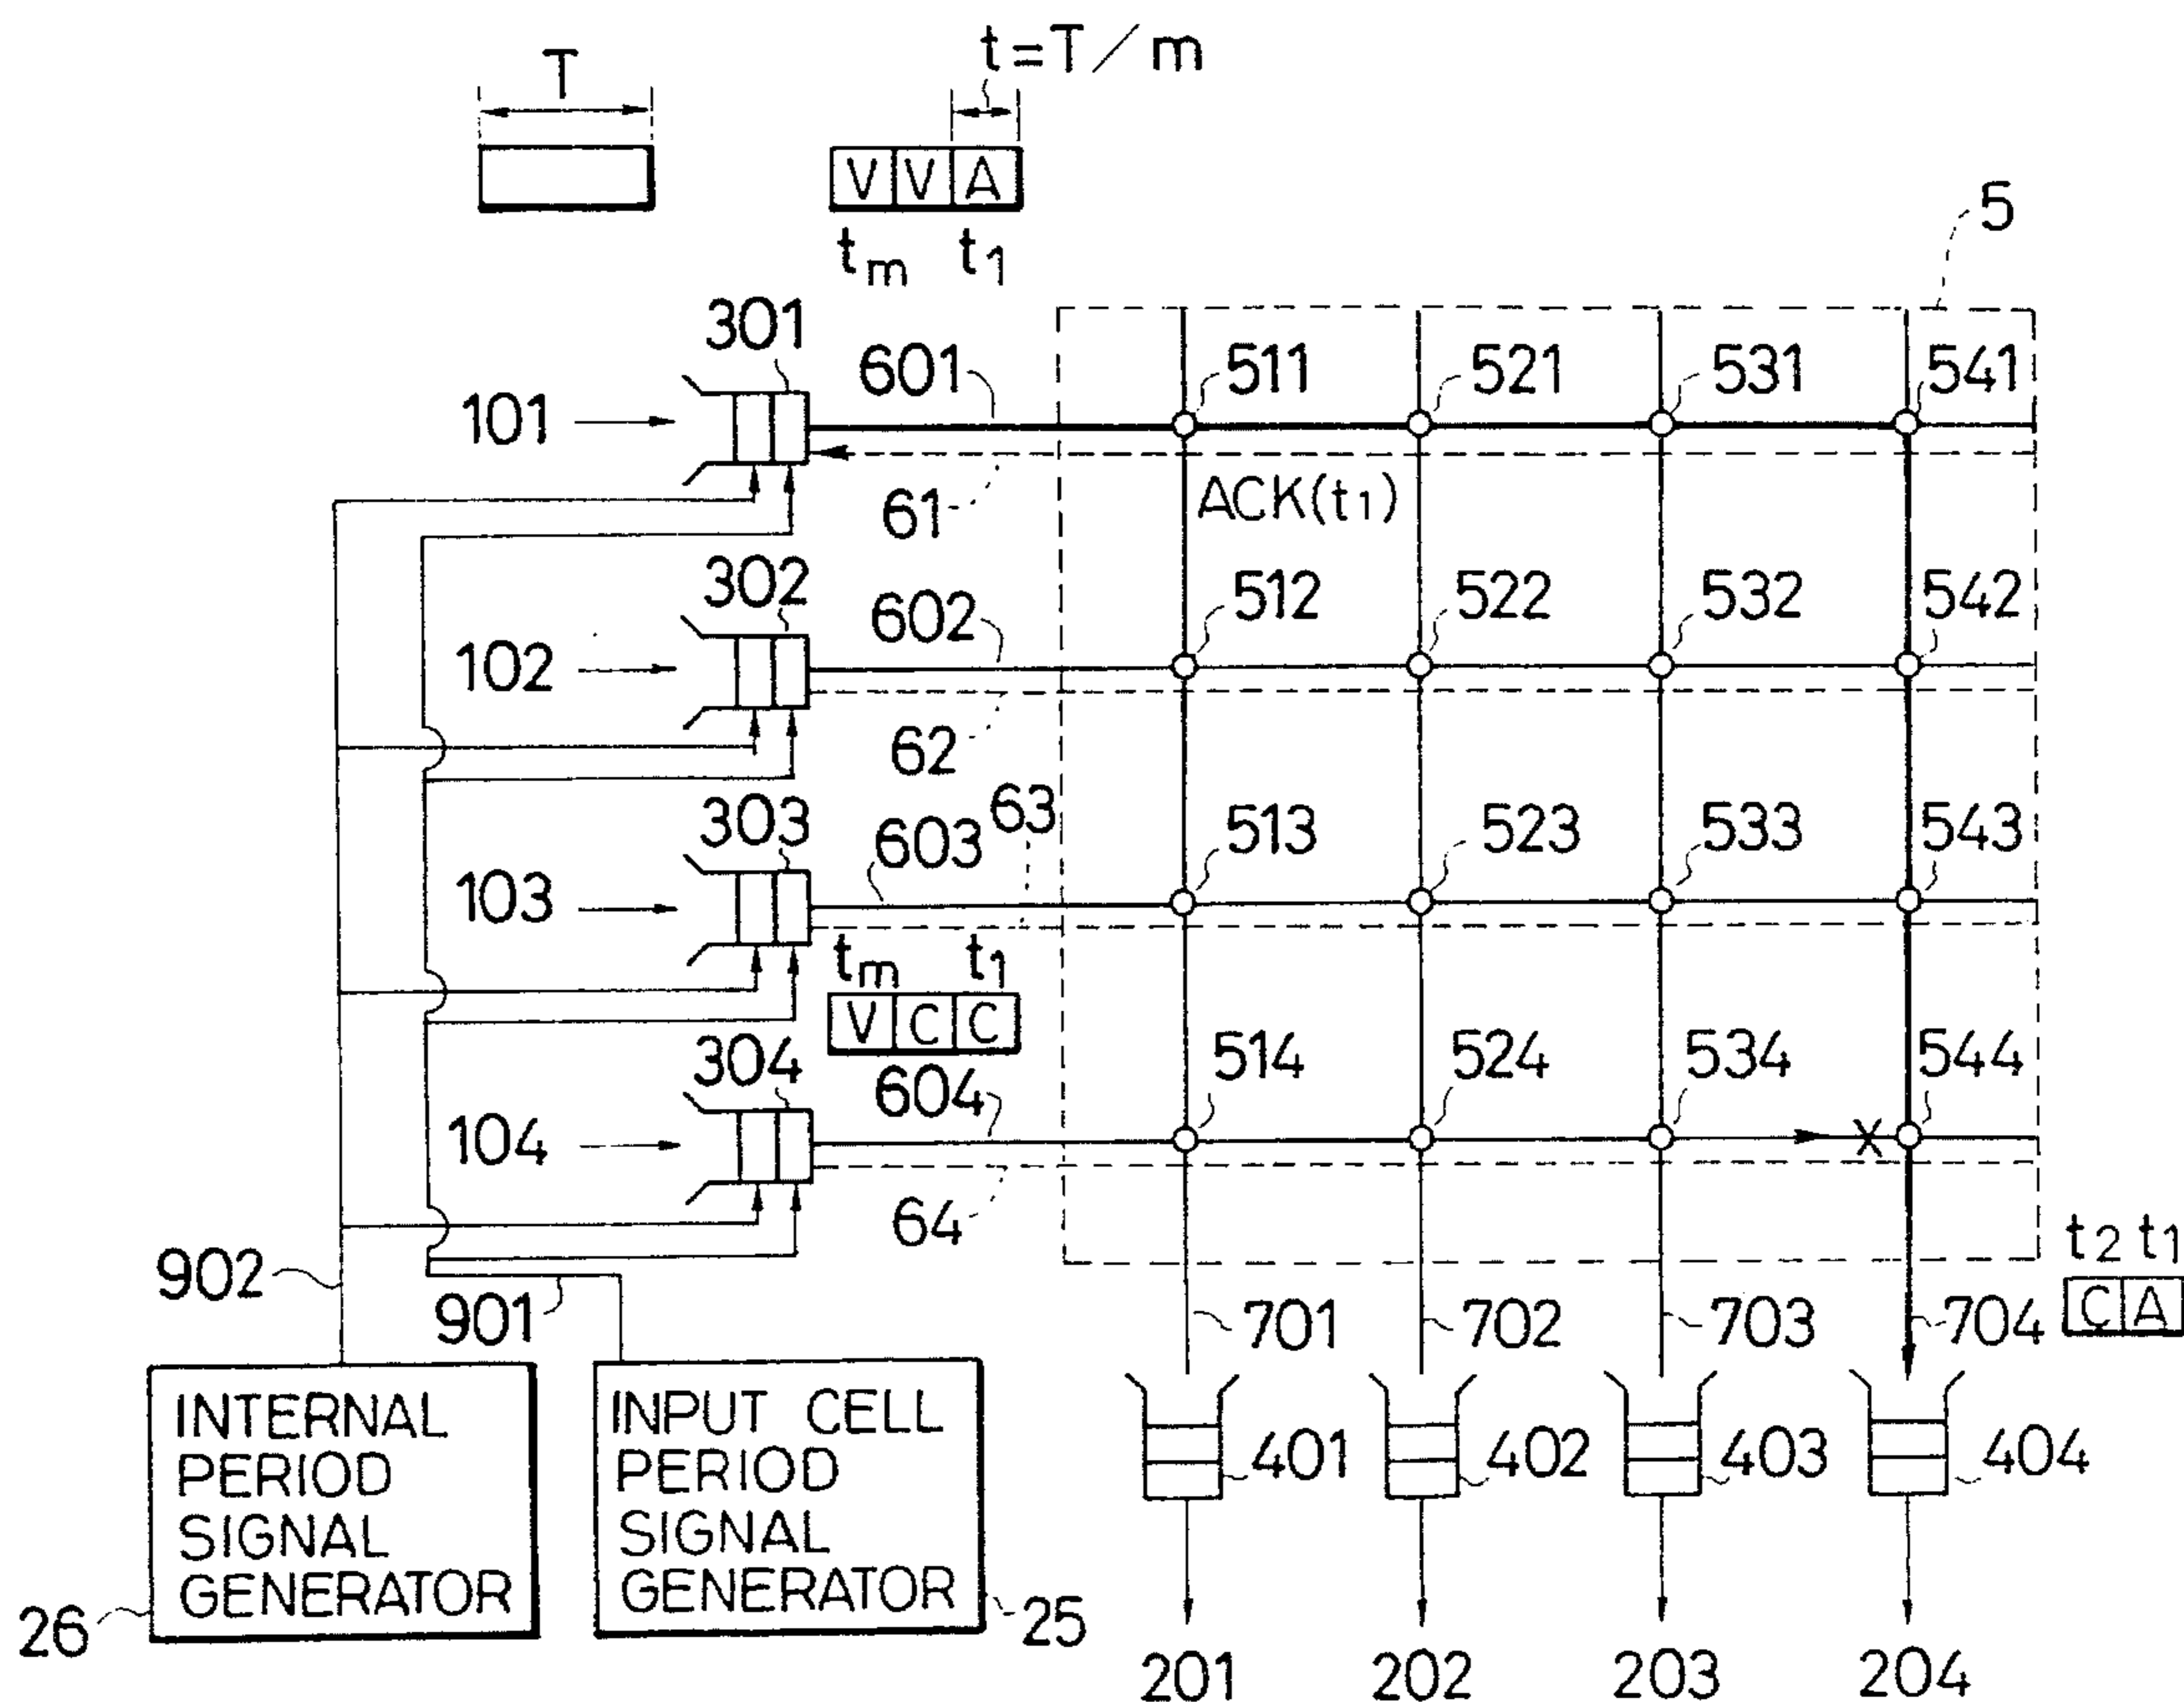 T
t=T/m
V V A
tm t1
5
301
601
511
521
531
541
101
61
ACK(t1)
302
602
512
522
532
542
102
62
303
603
63
513
523
533
543
103
tm t1
V C C
304
604
514
524
534
544
104
X
64
t2 t1
C A
902
901
701
702
703
704
INTERNAL
PERIOD
SIGNAL
GENERATOR
26
INPUT CELL
PERIOD
SIGNAL
GENERATOR
25
401
402
403
404
201
202
203
204